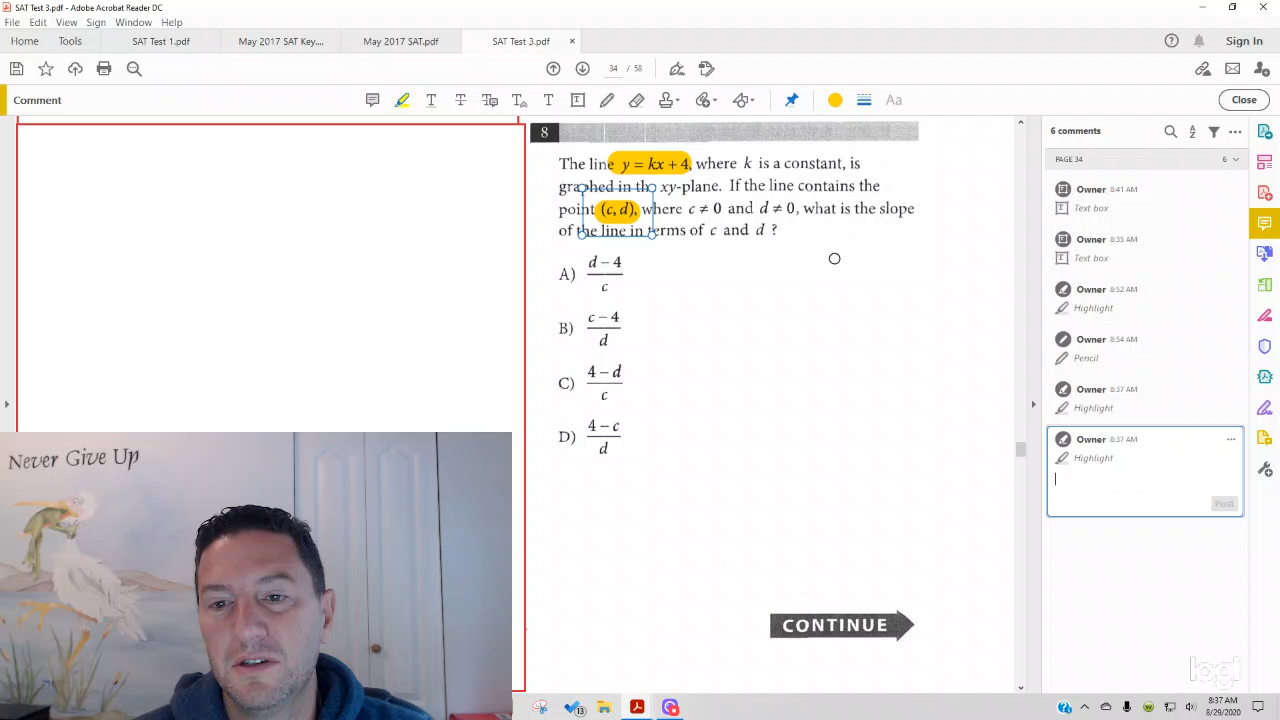 SAT Test 3.pdf - Adobe Acrobat Reader DC
File Edit View Sign Window Help
Home Tools SAT Test 1.pdf May 2017 SAT Key.... May 2017 SAT.pdf SAT Test 3.pdf × Sign In
34 / 58
Comment Aa Close
8
The line y = kx + 4, where k is a constant, is
graphed in th xy-plane. If the line contains the
point (c, d), where c ≠ 0 and d ≠ 0, what is the slope
of the line in terms of c and d ?
A) d − 4
c
B) c − 4
d
C) 4 − d
c
D) 4 − c
d
CONTINUE
6 comments
PAGE 34 6
Owner 8:41 AM
Text box
Owner 8:35 AM
Text box
Owner 8:52 AM
Highlight
Owner 8:54 AM
Pencil
Owner 8:37 AM
Highlight
Owner 8:37 AM
Highlight
Post
Never Give Up
logi
13
8:37 AM
8/29/2020